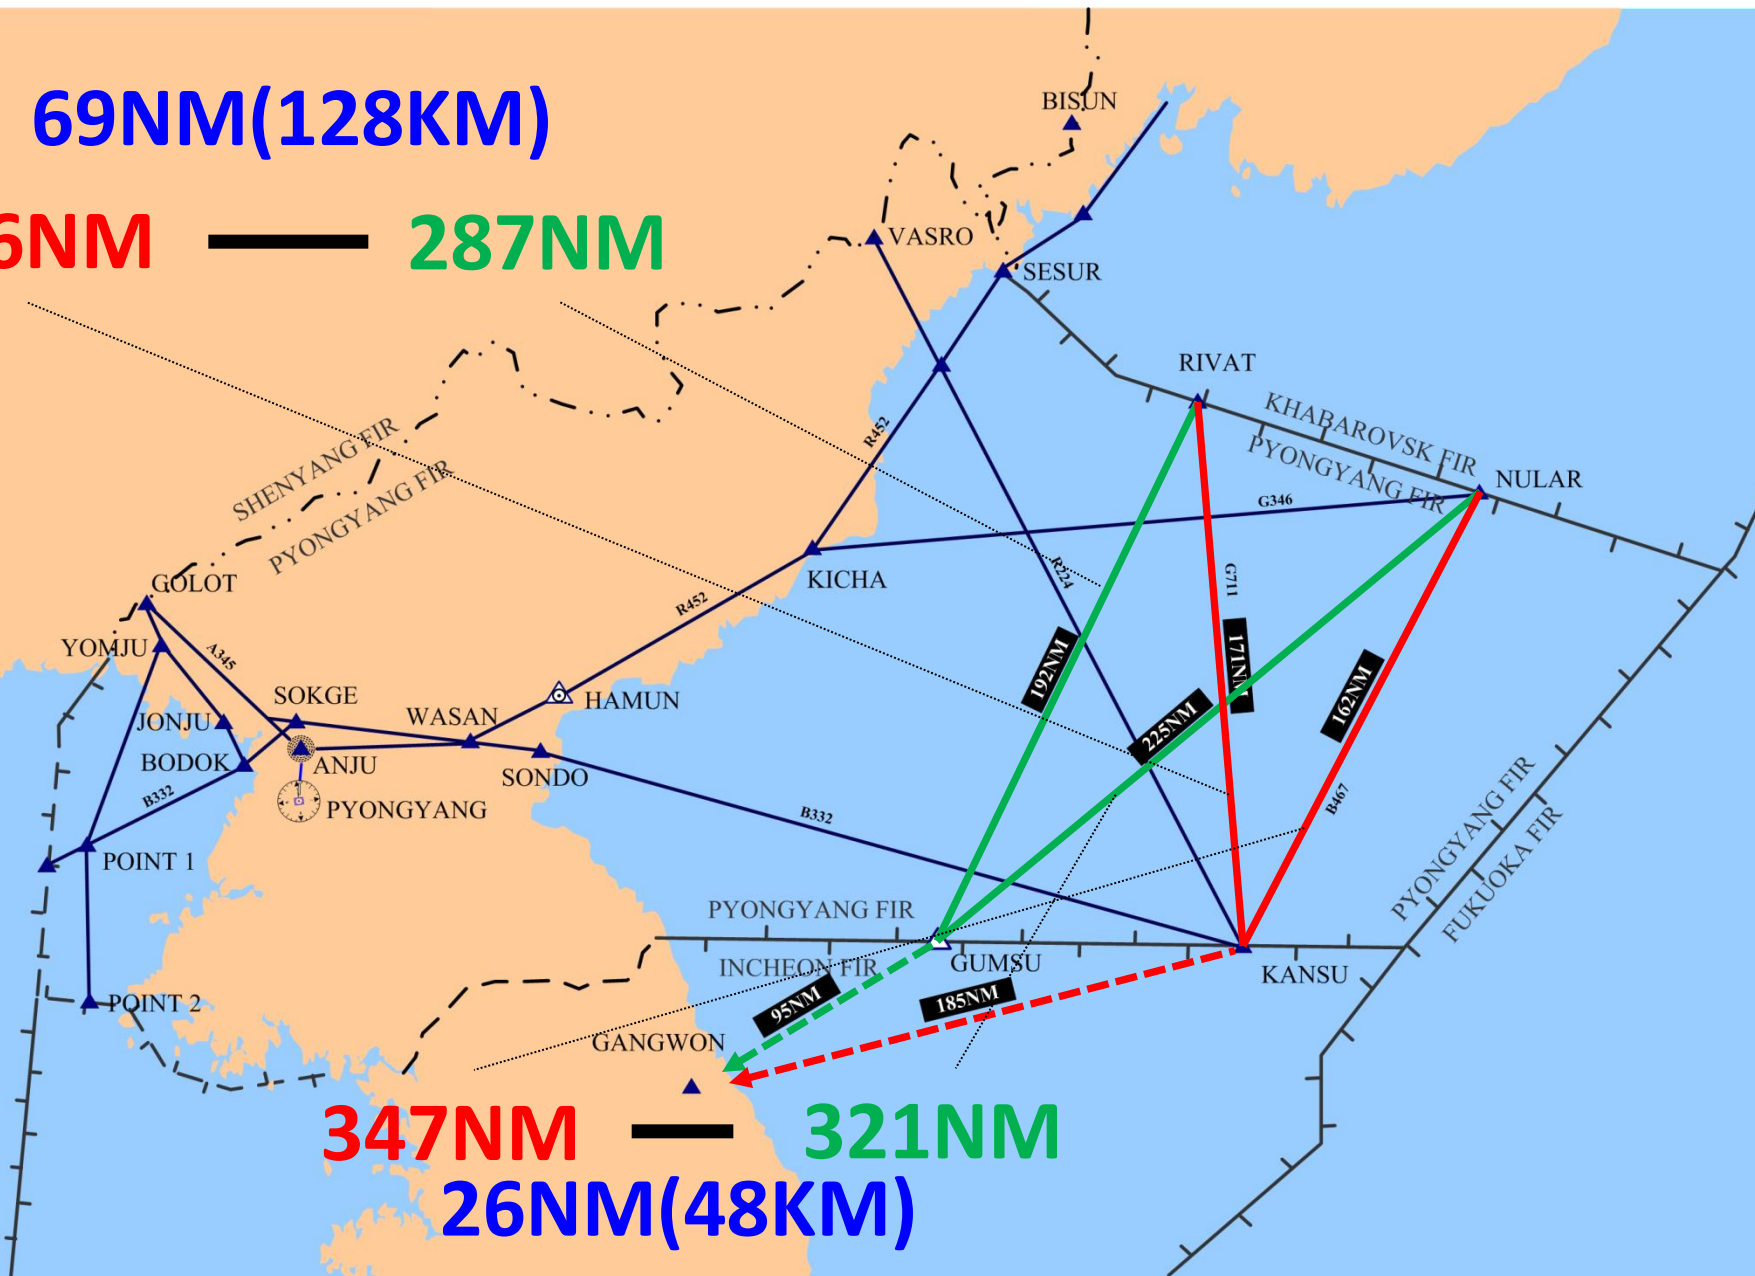 BISUN
69NM(128KM)
6NM — 287NM
VASRO
SESUR
RIVAT
KHABAROVSK FIR
PYONGYANG FIR
NULAR
G346
R452
SHENYANG FIR
PYONGYANG FIR
R224
G711
KICHA
GOLOT
R452
YOMJU
A345
192NM
171NM
162NM
SOKGE
HAMUN
WASAN
JONJU
225NM
BODOK
ANJU
SONDO
B332
PYONGYANG
B332
B467
POINT 1
PYONGYANG FIR
FUKUOKA FIR
PYONGYANG FIR
INCHEON FIR
GUMSU
KANSU
POINT 2
95NM
185NM
GANGWON
347NM — 321NM
26NM(48KM)